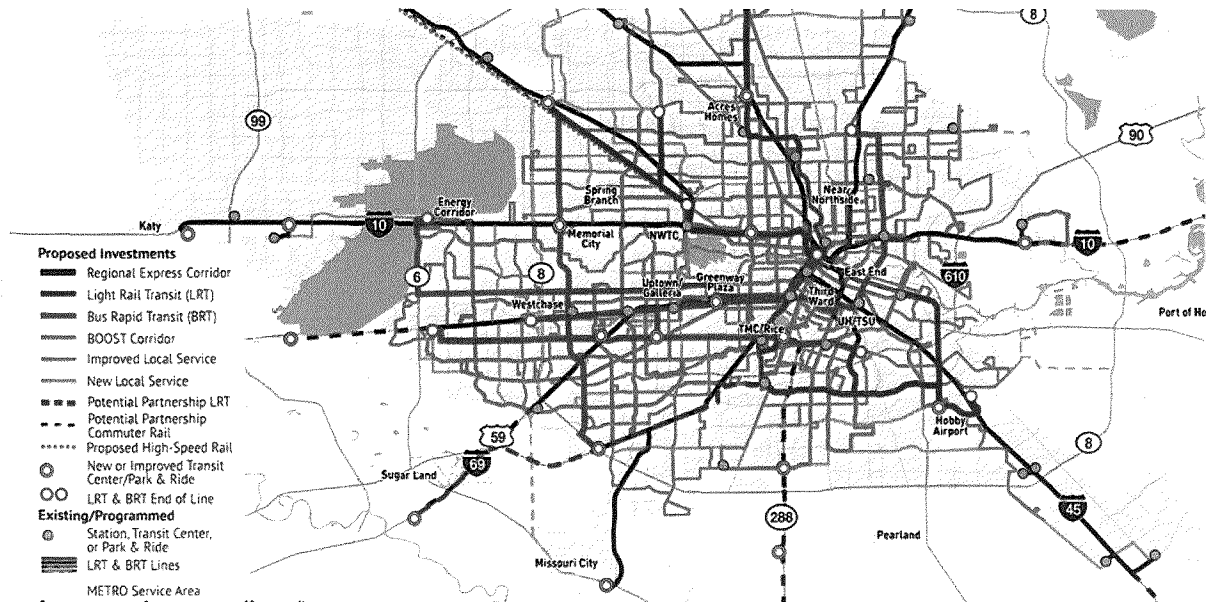 8
99
Acres
Homes
90
Spring
Branch
Near
Northside
Energy
Corridor
Katy
10
Memorial
City
NWTC
10
Proposed Investments
Regional Express Corridor
Light Rail Transit (LRT)
Bus Rapid Transit (BRT)
BOOST Corridor
Improved Local Service
New Local Service
Potential Partnership LRT
Potential Partnership
Commuter Rail
Proposed High-Speed Rail
New or Improved Transit
Center/Park & Ride
LRT & BRT End of Line
Existing/Programmed
Station, Transit Center,
or Park & Ride
LRT & BRT Lines
METRO Service Area
6
8
Uptown/
Galleria
Greenway
Plaza
East End
610
Westchase
Third
Ward
UH/TSU
Port of Ho
TMC/Rice
59
69
Sugar Land
Hobby
Airport
8
288
45
Pearland
Missouri City